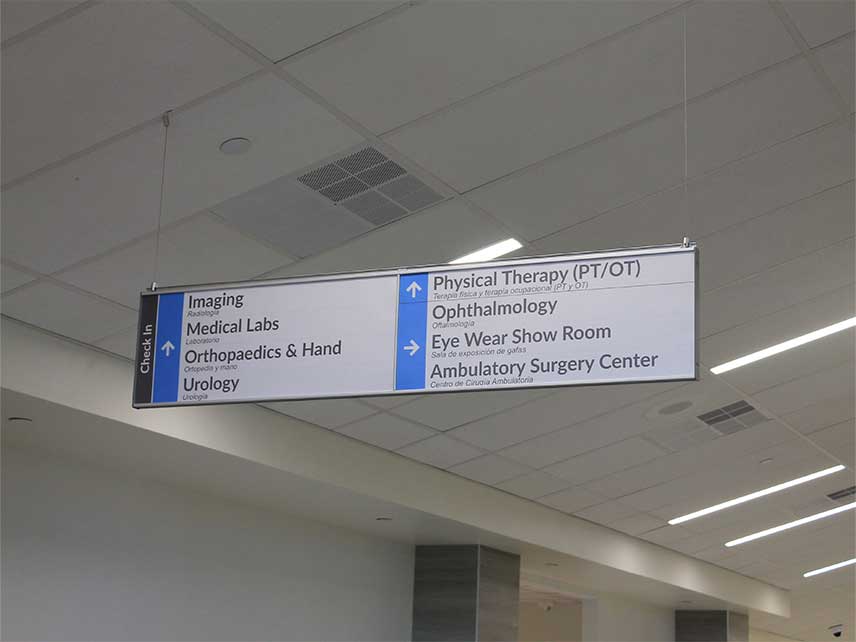 Check In
Imaging
Radiología
Medical Labs
Laboratorio
Orthopaedics & Hand
Ortopedia y mano
Urology
Urología
Physical Therapy (PT/OT)
Terapia física y terapia ocupacional (PT y OT)
Ophthalmology
Oftalmología
Eye Wear Show Room
Sala de exposición de gafas
Ambulatory Surgery Center
Centro de Cirugía Ambulatoria